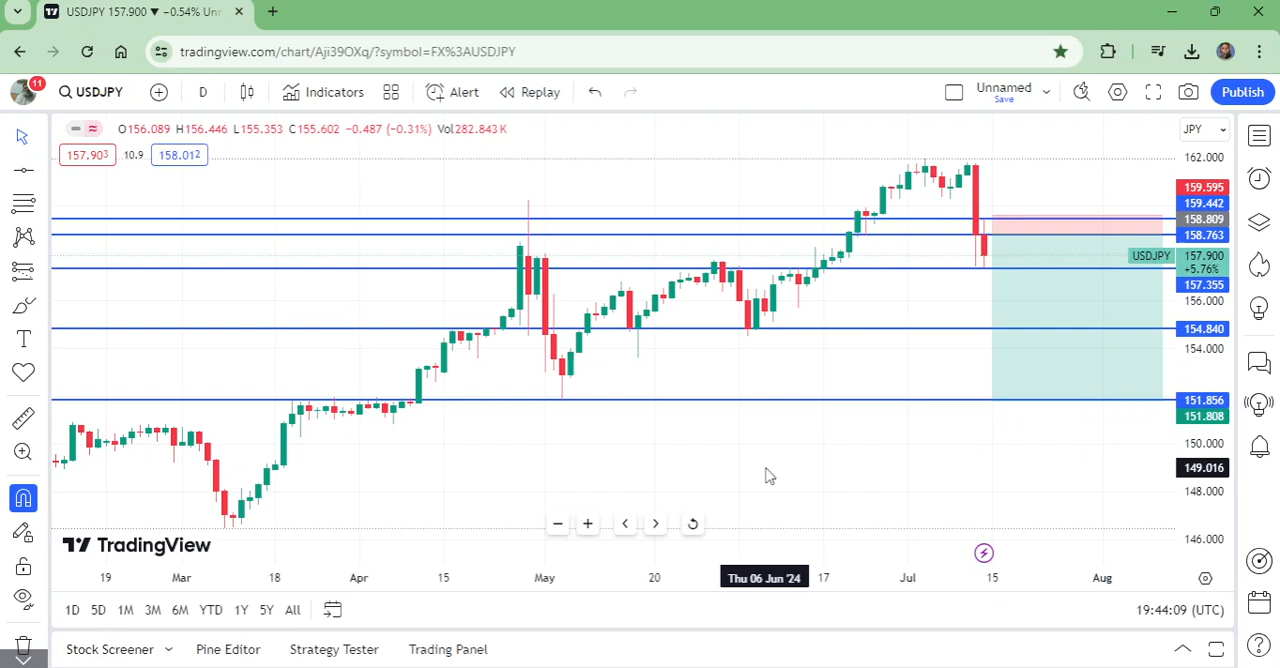 USDJPY 157.900 ▼ −0.54% Unn
tradingview.com/chart/Aji39OXq/?symbol=FX%3AUSDJPY
11
USDJPY
D
Indicators
Alert
Replay
Unnamed
Save
Publish
O156.089 H156.446 L155.353 C155.602 −0.487 (−0.31%) Vol282.843 K
JPY
157.903
10.9
158.012
162.000
159.595
159.442
158.809
158.763
USDJPY
157.900
+5.76%
157.355
156.000
154.840
154.000
151.856
151.808
150.000
149.016
148.000
146.000
TradingView
19
Mar
18
Apr
15
May
20
Thu 06 Jun '24
17
Jul
15
Aug
1D 5D 1M 3M 6M YTD 1Y 5Y All
19:44:09 (UTC)
Stock Screener
Pine Editor
Strategy Tester
Trading Panel